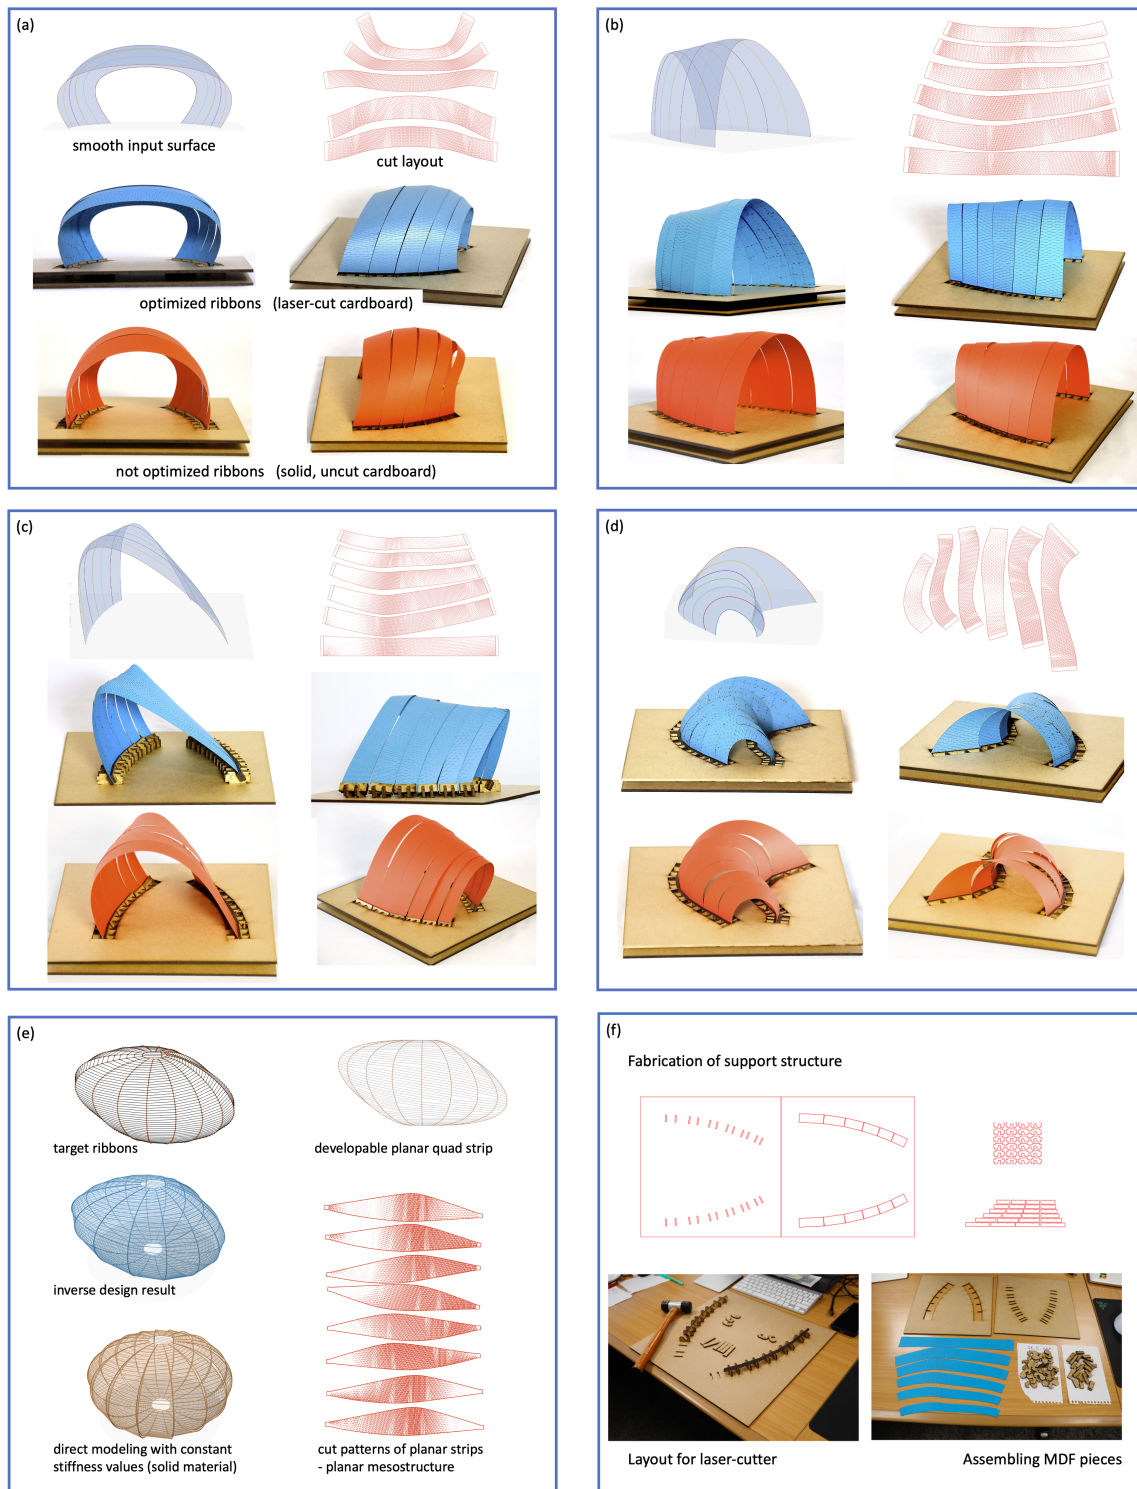 (a)
smooth input surface
cut layout
optimized ribbons (laser-cut cardboard)
not optimized ribbons (solid, uncut cardboard)
(b)
(c)
(d)
(e)
target ribbons
developable planar quad strip
inverse design result
direct modeling with constant
stiffness values (solid material)
cut patterns of planar strips
- planar mesostructure
(f)
Fabrication of support structure
Layout for laser-cutter
Assembling MDF pieces